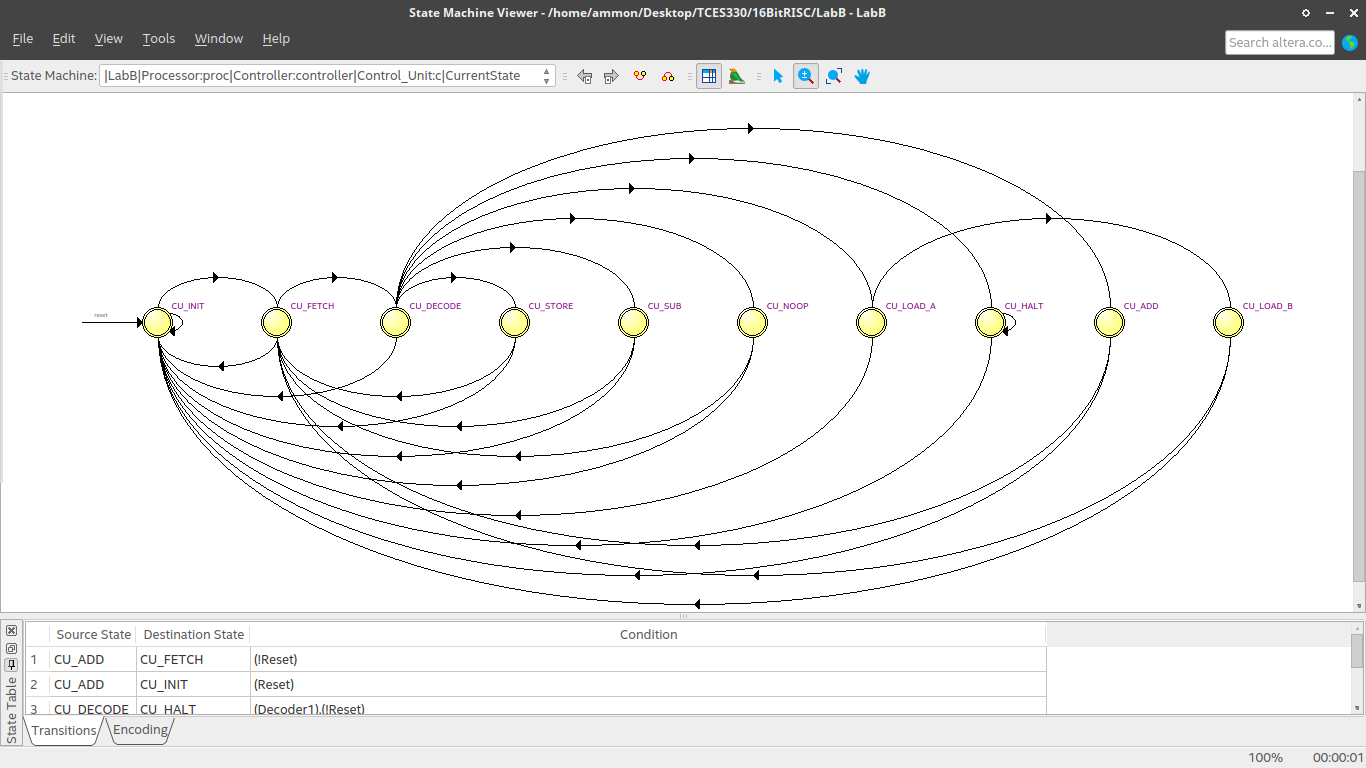 State Machine Viewer - /home/ammon/Desktop/TCES330/16BitRISC/LabB - LabB
File Edit View Tools Window Help
Search altera.co...
State Machine: |LabB|Processor:proc|Controller:controller|Control_Unit:c|CurrentState
reset
CU_INIT CU_FETCH CU_DECODE CU_STORE CU_SUB CU_NOOP CU_LOAD_A CU_HALT CU_ADD CU_LOAD_B
State Table
Source State Destination State Condition
1 CU_ADD CU_FETCH (!Reset)
2 CU_ADD CU_INIT (Reset)
3 CU_DECODE CU_HALT (Decoder1).(!Reset)
Transitions Encoding
100% 00:00:01